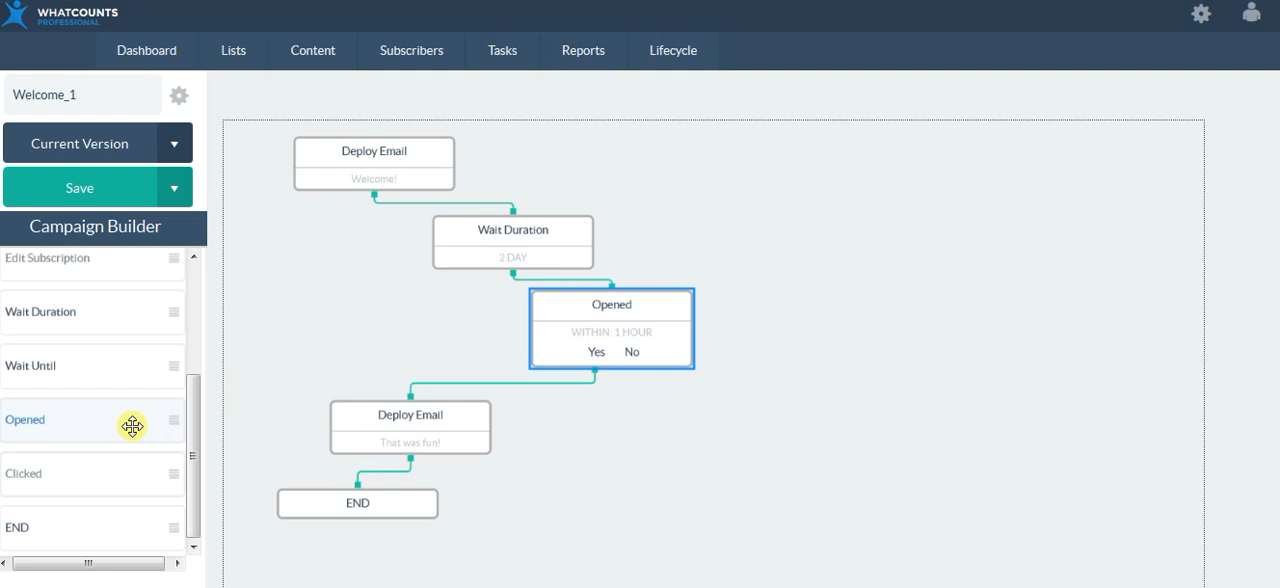 WHATCOUNTS
PROFESSIONAL
Dashboard
Lists
Content
Subscribers
Tasks
Reports
Lifecycle
Welcome_1
Current Version
Save
Campaign Builder
Edit Subscription
Wait Duration
Wait Until
Opened
Clicked
END
Deploy Email
Welcome!
Wait Duration
2 DAY
Opened
WITHIN: 1 HOUR
Yes No
Deploy Email
That was fun!
END